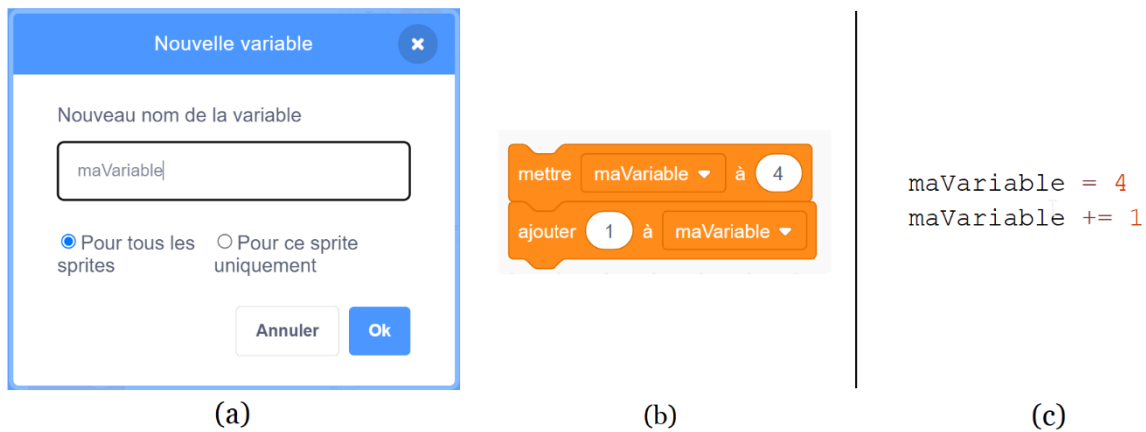 Nouvelle variable
Nouveau nom de la variable
maVariable
Pour tous les sprites
Pour ce sprite uniquement
Annuler Ok
(a)
mettre maVariable à 4
ajouter 1 à maVariable
(b)
maVariable = 4
maVariable += 1
(c)